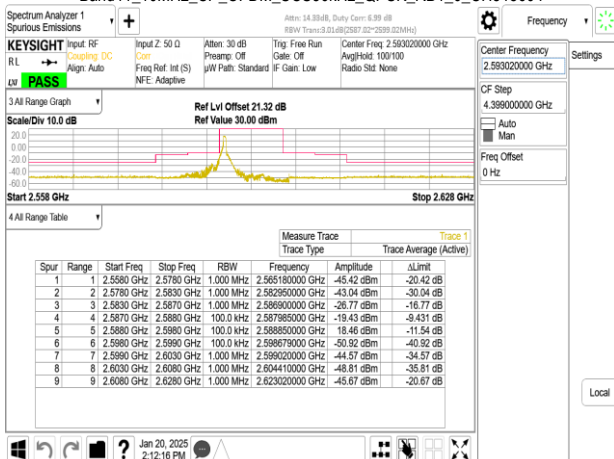 Spectrum Analyzer 1
Spurious Emissions
Attn: 14.33dB, Duty Corr: 6.99 dB
RBW Trans:3.01dB(2587.02~2599.02MHz)
Frequency
KEYSIGHT
RL
PASS
Input: RF
Coupling: DC
Align: Auto
Input Z: 50 Ω
Corr
Freq Ref: Int (S)
NFE: Adaptive
Atten: 30 dB
Preamp: Off
µW Path: Standard
Trig: Free Run
Gate: Off
IF Gain: Low
Center Freq: 2.593020000 GHz
Avg|Hold: 100/100
Radio Std: None
Center Frequency
2.593020000 GHz
Settings
CF Step
4.399000000 GHz
Auto
Man
Freq Offset
0 Hz
3 All Range Graph
Scale/Div 10.0 dB
Ref Lvl Offset 21.32 dB
Ref Value 30.00 dBm
20.0
0.00
-20.0
-40.0
-60.0
Start 2.558 GHz
Stop 2.628 GHz
4 All Range Table
Measure Trace Trace 1
Trace Type Trace Average (Active)
Spur Range Start Freq Stop Freq RBW Frequency Amplitude ΔLimit
1 1 2.5580 GHz 2.5780 GHz 1.000 MHz 2.565180000 GHz -45.42 dBm -20.42 dB
2 2 2.5780 GHz 2.5830 GHz 1.000 MHz 2.582950000 GHz -43.04 dBm -30.04 dB
3 3 2.5830 GHz 2.5870 GHz 1.000 MHz 2.586900000 GHz -26.77 dBm -16.77 dB
4 4 2.5870 GHz 2.5880 GHz 100.0 kHz 2.587985000 GHz -19.43 dBm -9.431 dB
5 5 2.5880 GHz 2.5980 GHz 100.0 kHz 2.588850000 GHz 18.46 dBm -11.54 dB
6 6 2.5980 GHz 2.5990 GHz 100.0 kHz 2.598679000 GHz -50.92 dBm -40.92 dB
7 7 2.5990 GHz 2.6030 GHz 1.000 MHz 2.599020000 GHz -44.57 dBm -34.57 dB
8 8 2.6030 GHz 2.6080 GHz 1.000 MHz 2.604410000 GHz -48.81 dBm -35.81 dB
9 9 2.6080 GHz 2.6280 GHz 1.000 MHz 2.623020000 GHz -45.67 dBm -20.67 dB
Local
Jan 20, 2025
2:12:16 PM